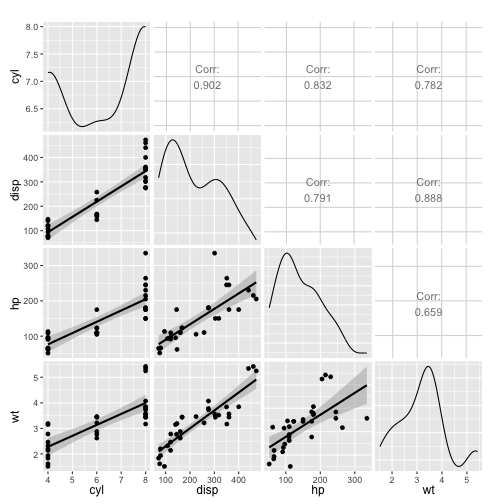 8.0
7.5
7.0
6.5
cyl
Corr:
0.902
Corr:
0.832
Corr:
0.782
400
300
200
100
disp
Corr:
0.791
Corr:
0.888
300
200
100
hp
Corr:
0.659
5
4
3
2
wt
4 5 6 7 8
100 200 300 400
100 200 300
2 3 4 5
cyl disp hp wt